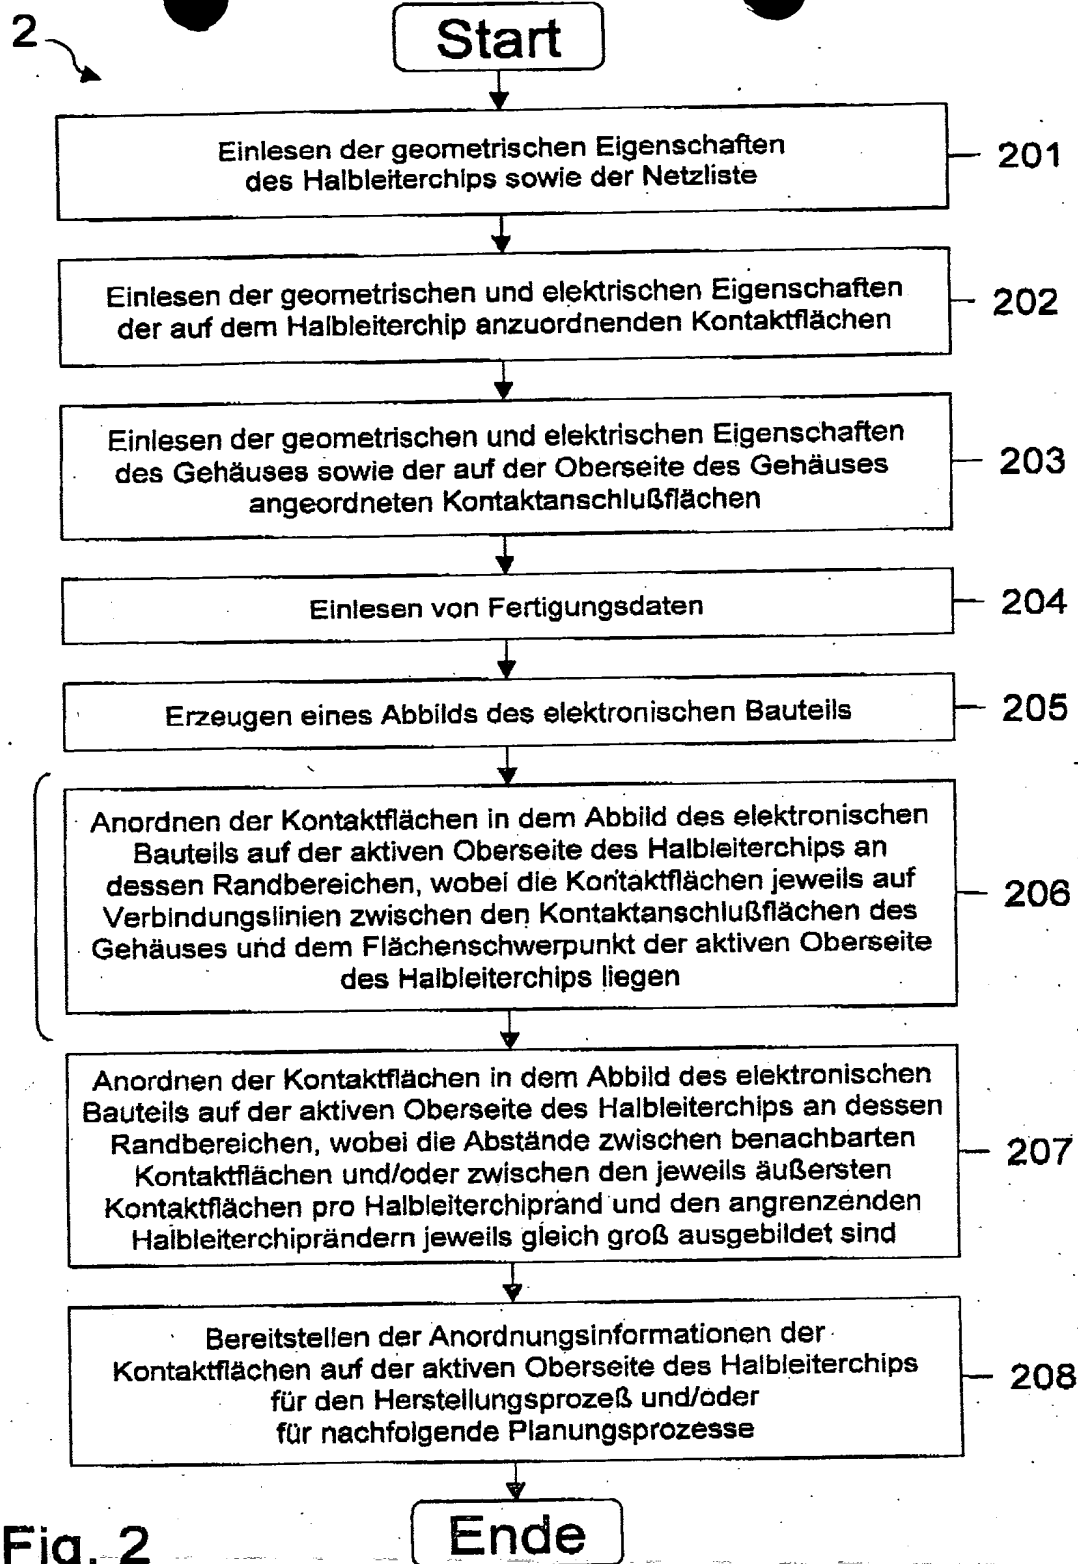 2
Start
Einlesen der geometrischen Eigenschaften
des Halbleiterchips sowie der Netzliste
201
Einlesen der geometrischen und elektrischen Eigenschaften
der auf dem Halbleiterchip anzuordnenden Kontaktflächen
202
Einlesen der geometrischen und elektrischen Eigenschaften
des Gehäuses sowie der auf der Oberseite des Gehäuses
angeordneten Kontaktanschlußflächen
203
Einlesen von Fertigungsdaten
204
Erzeugen eines Abbilds des elektronischen Bauteils
205
Anordnen der Kontaktflächen in dem Abbild des elektronischen
Bauteils auf der aktiven Oberseite des Halbleiterchips an
dessen Randbereichen, wobei die Kontaktflächen jeweils auf
Verbindungslinien zwischen den Kontaktanschlußflächen des
Gehäuses und dem Flächenschwerpunkt der aktiven Oberseite
des Halbleiterchips liegen
206
Anordnen der Kontaktflächen in dem Abbild des elektronischen
Bauteils auf der aktiven Oberseite des Halbleiterchips an dessen
Randbereichen, wobei die Abstände zwischen benachbarten
Kontaktflächen und/oder zwischen den jeweils äußersten
Kontaktflächen pro Halbleiterchiprand und den angrenzenden
Halbleiterchiprändern jeweils gleich groß ausgebildet sind
207
Bereitstellen der Anordnungsinformationen der
Kontaktflächen auf der aktiven Oberseite des Halbleiterchips
für den Herstellungsprozeß und/oder
für nachfolgende Planungsprozesse
208
Ende
Fig. 2